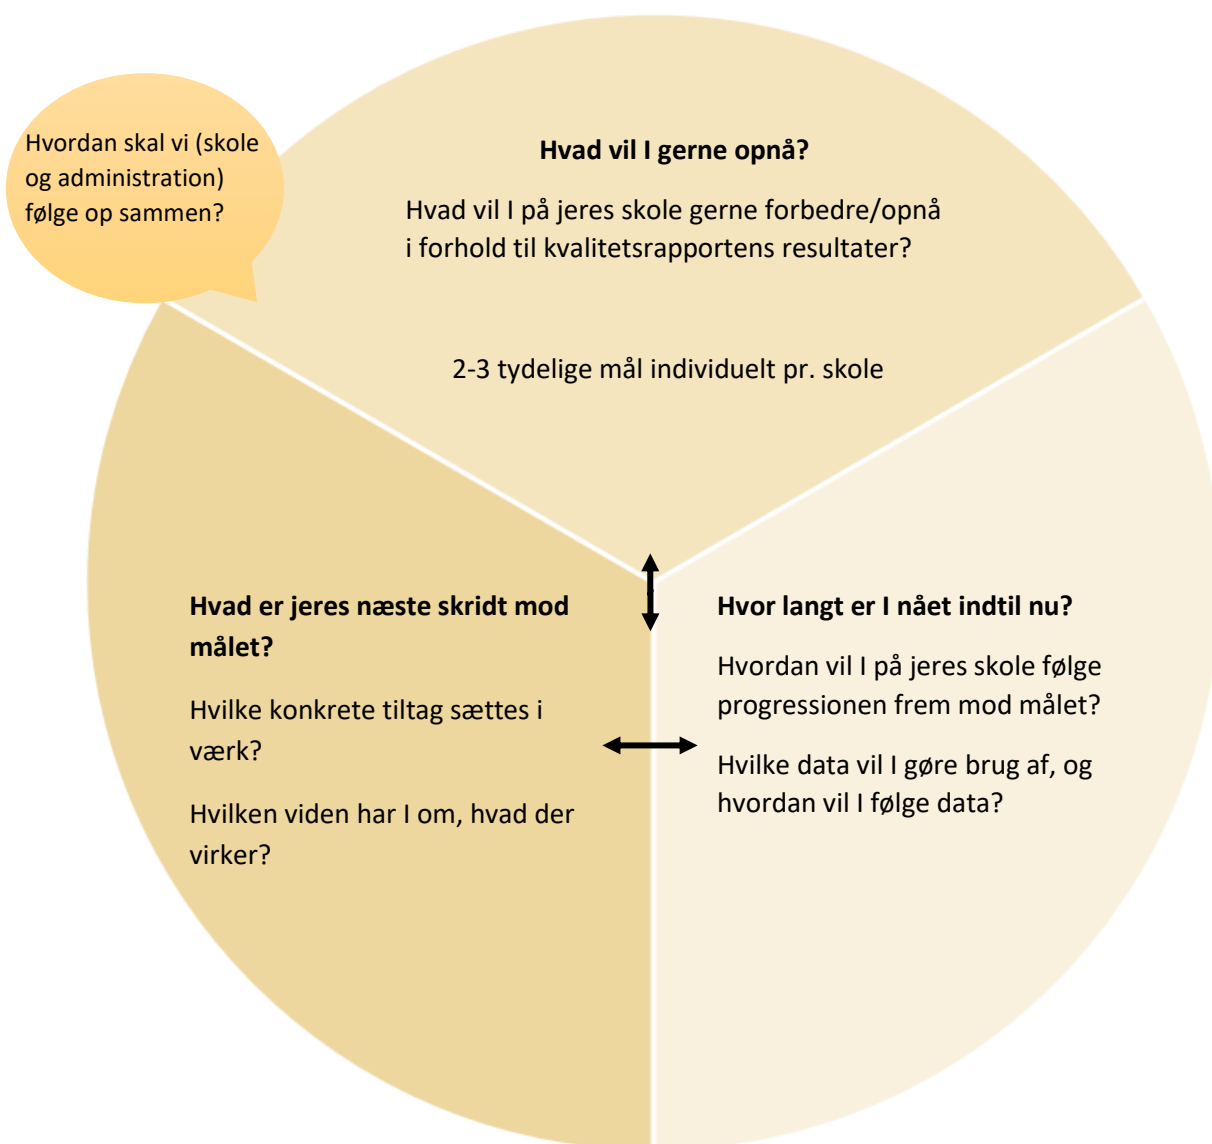 Hvordan skal vi (skole
og administration)
følge op sammen?
Hvad vil I gerne opnå?
Hvad vil I på jeres skole gerne forbedre/opnå
i forhold til kvalitetsrapportens resultater?
2-3 tydelige mål individuelt pr. skole
Hvad er jeres næste skridt mod
målet?
Hvilke konkrete tiltag sættes i
værk?
Hvilken viden har I om, hvad der
virker?
Hvor langt er I nået indtil nu?
Hvordan vil I på jeres skole følge
progressionen frem mod målet?
Hvilke data vil I gøre brug af, og
hvordan vil I følge data?